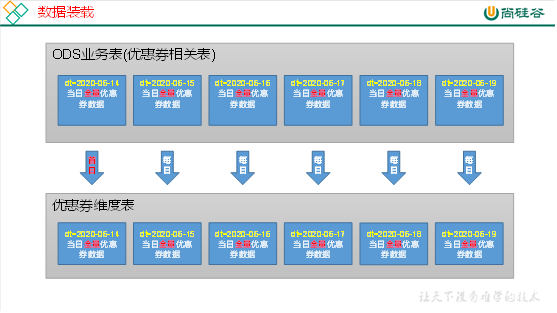 数据装载
尚硅谷
ODS业务表(优惠券相关表)
dt=2020-06-14
当日全量优惠
券数据
dt=2020-06-15
当日全量优惠
券数据
dt=2020-06-16
当日全量优惠
券数据
dt=2020-06-17
当日全量优惠
券数据
dt=2020-06-18
当日全量优惠
券数据
dt=2020-06-19
当日全量优惠
券数据
首日
每日
每日
每日
每日
每日
优惠券维度表
dt=2020-06-14
当日全量优惠
券数据
dt=2020-06-15
当日全量优惠
券数据
dt=2020-06-16
当日全量优惠
券数据
dt=2020-06-17
当日全量优惠
券数据
dt=2020-06-18
当日全量优惠
券数据
dt=2020-06-19
当日全量优惠
券数据
让天下没有难学的技术